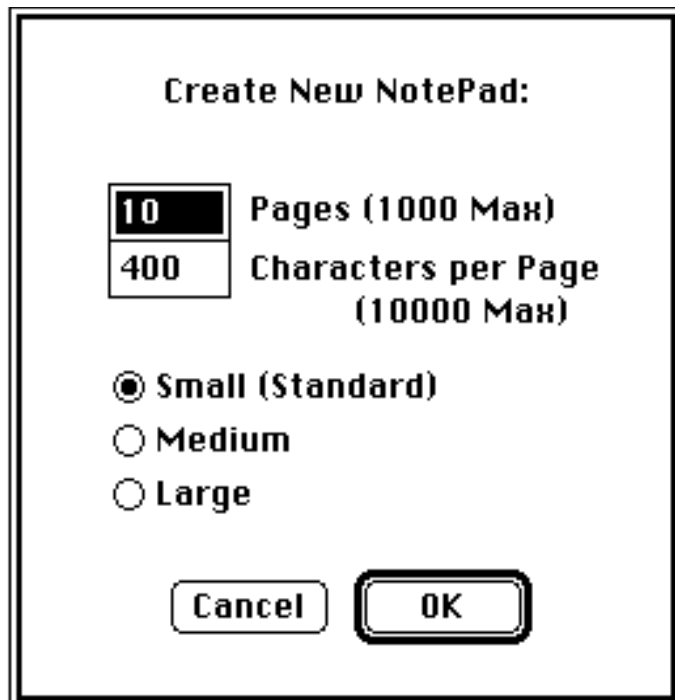 Create New NotePad:
10 Pages (1000 Max)
400 Characters per Page
(10000 Max)
Small (Standard)
Medium
Large
Cancel OK